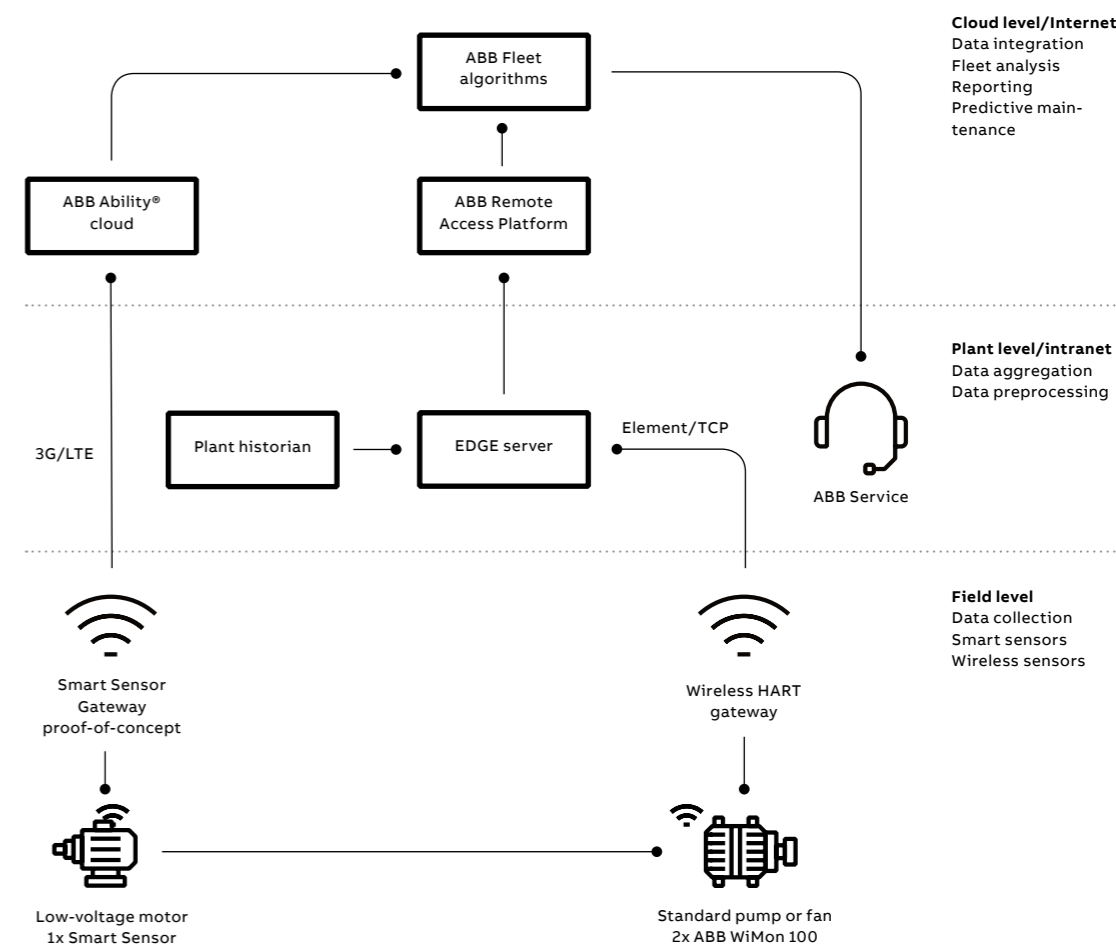 Cloud level/Internet
Data integration
Fleet analysis
Reporting
Predictive main-
tenance
ABB Fleet
algorithms
ABB Ability®
cloud
ABB Remote
Access Platform
Plant level/intranet
Data aggregation
Data preprocessing
3G/LTE
Plant historian
EDGE server
Element/TCP
ABB Service
Field level
Data collection
Smart sensors
Wireless sensors
Smart Sensor
Gateway
proof-of-concept
Wireless HART
gateway
Low-voltage motor
1x Smart Sensor
Standard pump or fan
2x ABB WiMon 100